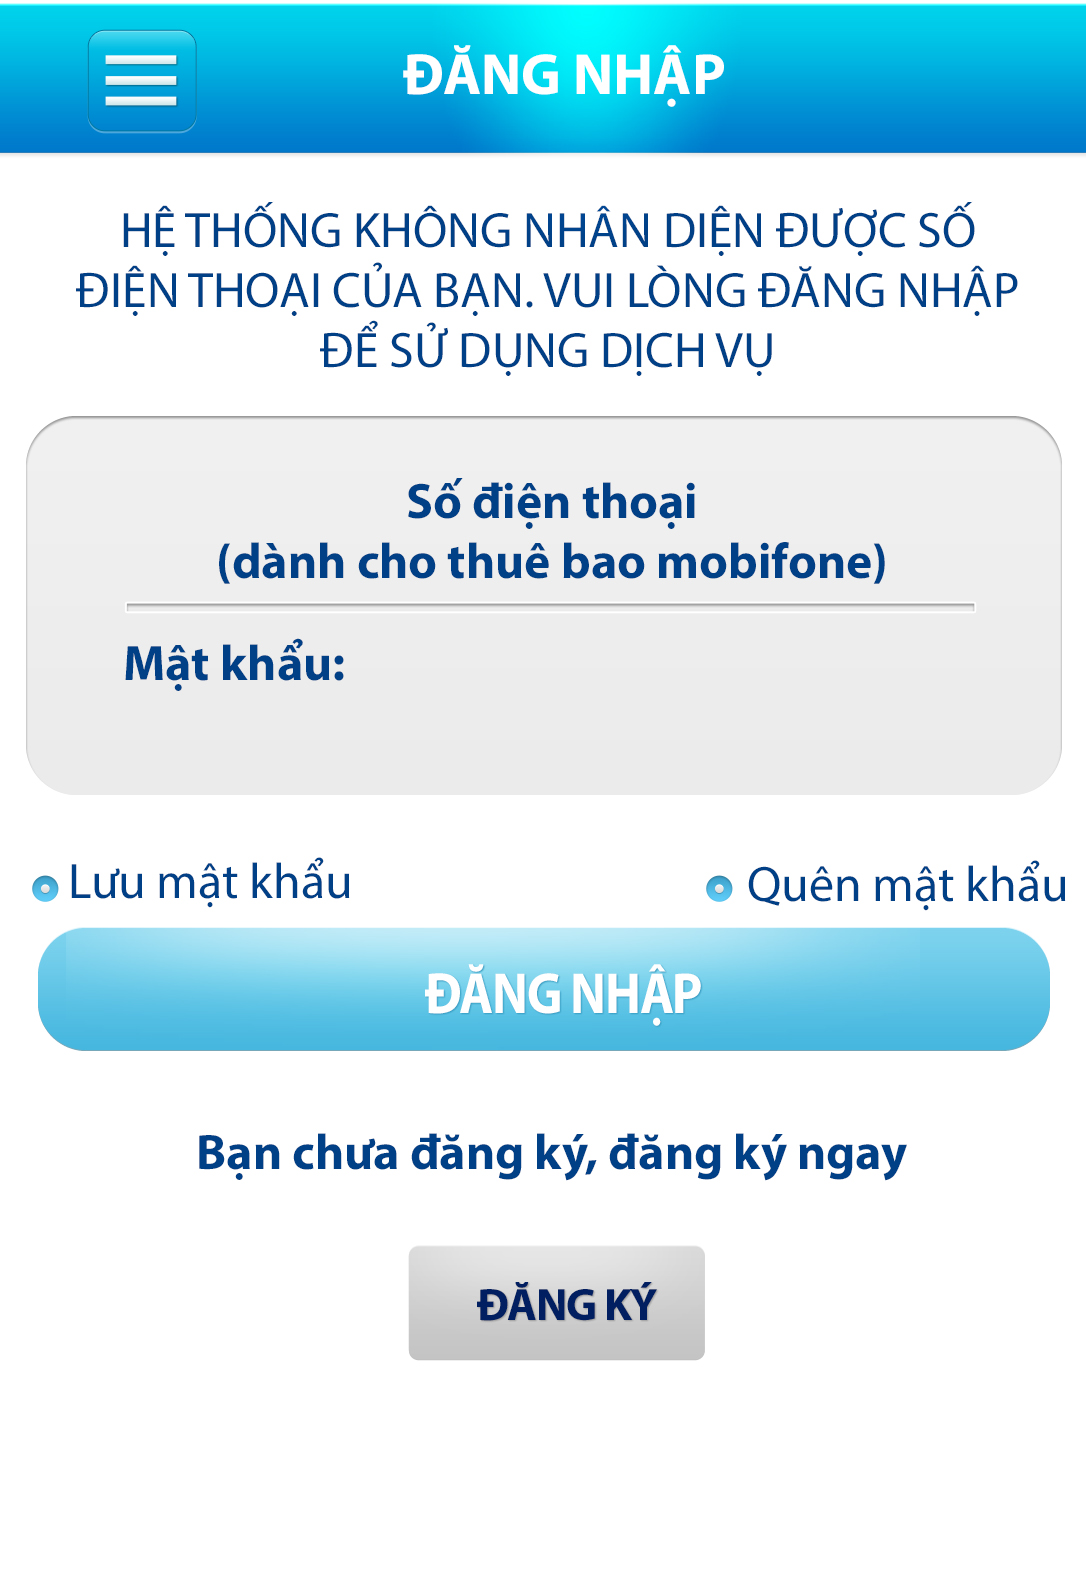 ĐĂNG NHẬP
HỆ THỐNG KHÔNG NHÂN DIỆN ĐƯỢC SỐ
ĐIỆN THOẠI CỦA BẠN. VUI LÒNG ĐĂNG NHẬP
ĐỂ SỬ DỤNG DỊCH VỤ
Số điện thoại
(dành cho thuê bao mobifone)
Mật khẩu:
Lưu mật khẩu
Quên mật khẩu
ĐĂNG NHẬP
Bạn chưa đăng ký, đăng ký ngay
ĐĂNG KÝ